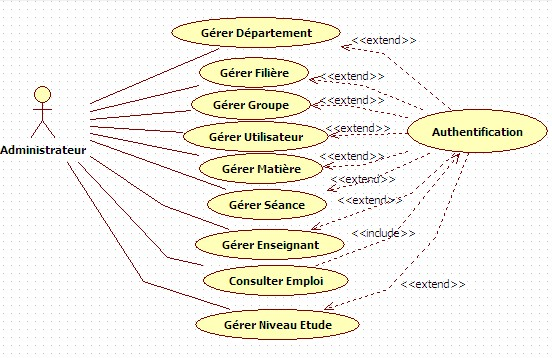 Gérer Département
<<extend>>
Gérer Filière
<<extend>>
Gérer Groupe
<<extend>>
Gérer Utilisateur
<<extend>>
Authentification
Administrateur
Gérer Matière
<<extend>>
Gérer Séance
<<extend>>
<<extend>>
Gérer Enseignant
<<include>>
Consulter Emploi
<<extend>>
Gérer Niveau Etude